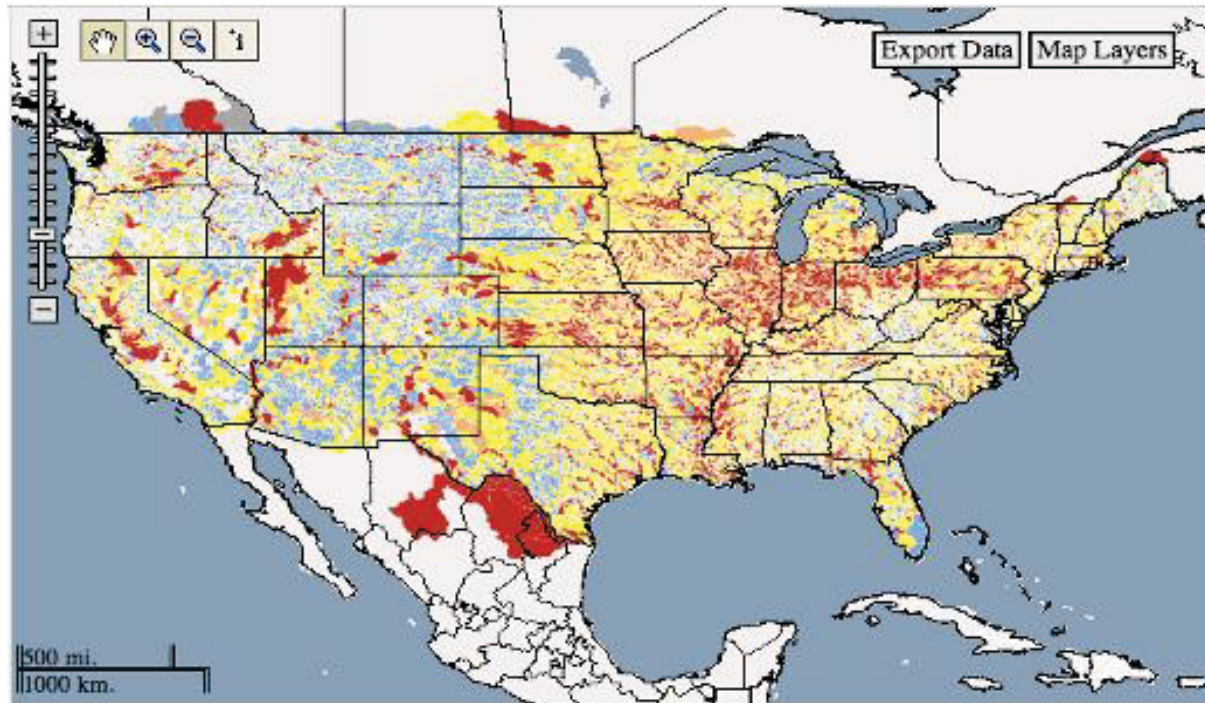 +
i
Export Data
Map Layers
−
500 mi.
1000 km.